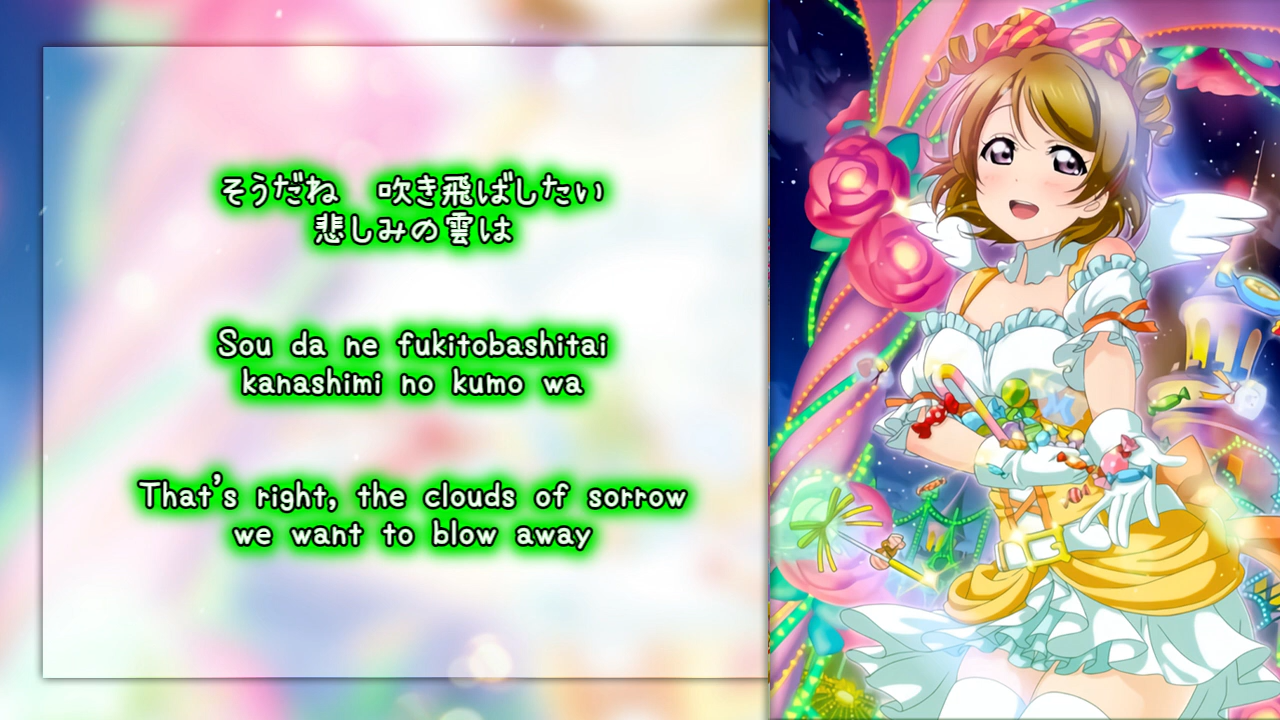 そうだね　吹き飛ばしたい
悲しみの雲は
Sou da ne fukitobashitai
kanashimi no kumo wa
That's right, the clouds of sorrow
we want to blow away